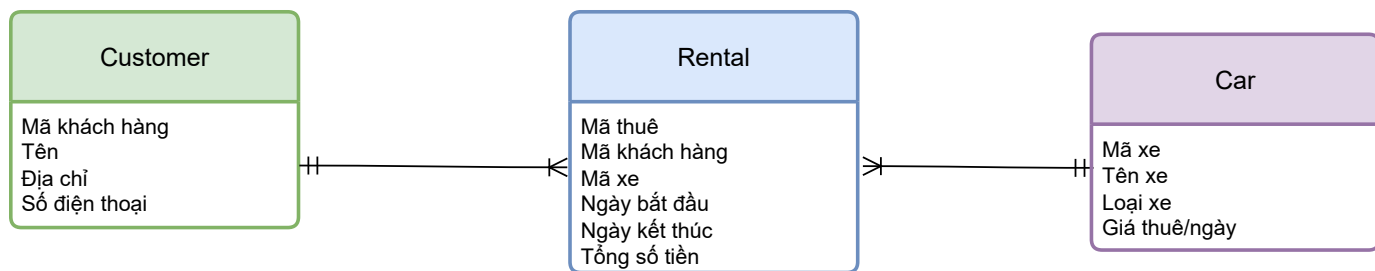 Customer
Mã khách hàng
Tên
Địa chỉ
Số điện thoại
Rental
Mã thuê
Mã khách hàng
Mã xe
Ngày bắt đầu
Ngày kết thúc
Tổng số tiền
Car
Mã xe
Tên xe
Loại xe
Giá thuê/ngày